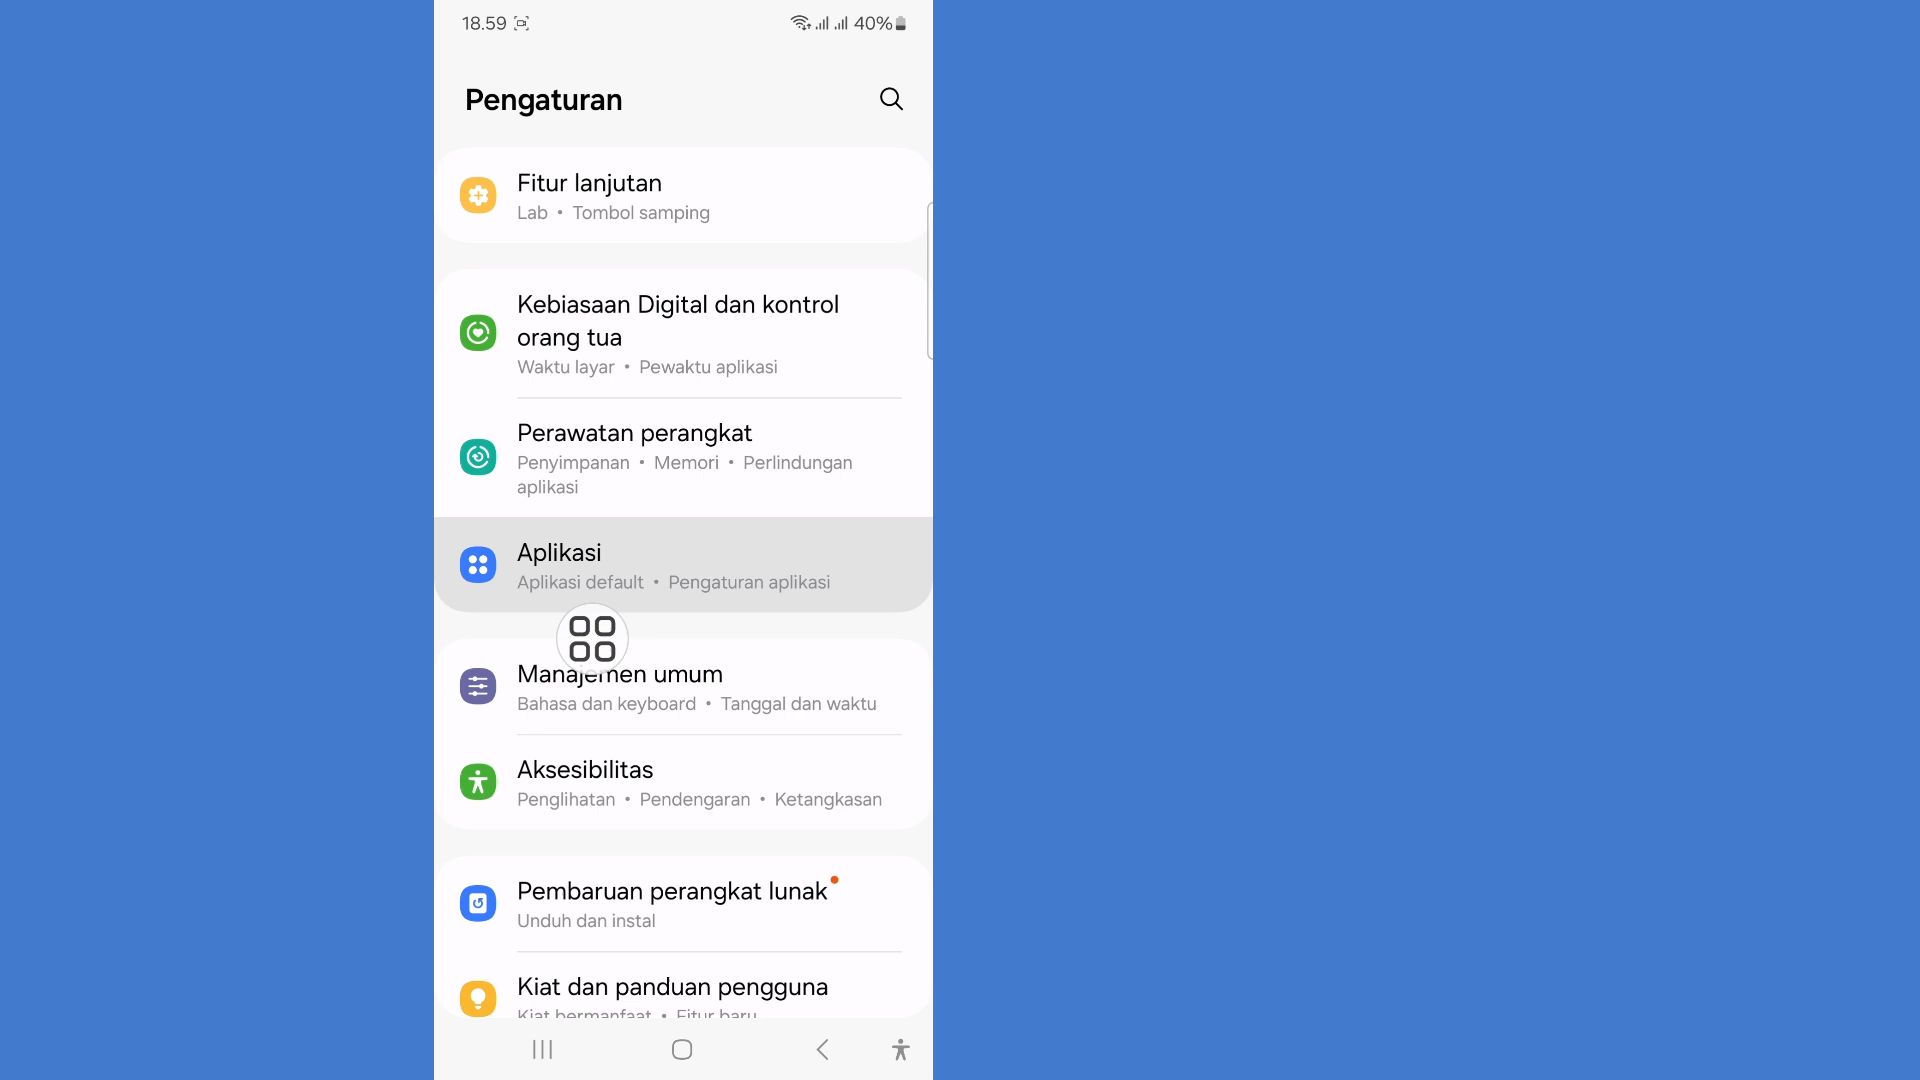 18.59
40%
Pengaturan
Fitur lanjutan
Lab • Tombol samping
Kebiasaan Digital dan kontrol
orang tua
Waktu layar • Pewaktu aplikasi
Perawatan perangkat
Penyimpanan • Memori • Perlindungan
aplikasi
Aplikasi
Aplikasi default • Pengaturan aplikasi
Manajemen umum
Bahasa dan keyboard • Tanggal dan waktu
Aksesibilitas
Penglihatan • Pendengaran • Ketangkasan
Pembaruan perangkat lunak
Unduh dan instal
Kiat dan panduan pengguna
Kiat bermanfaat • Fitur baru